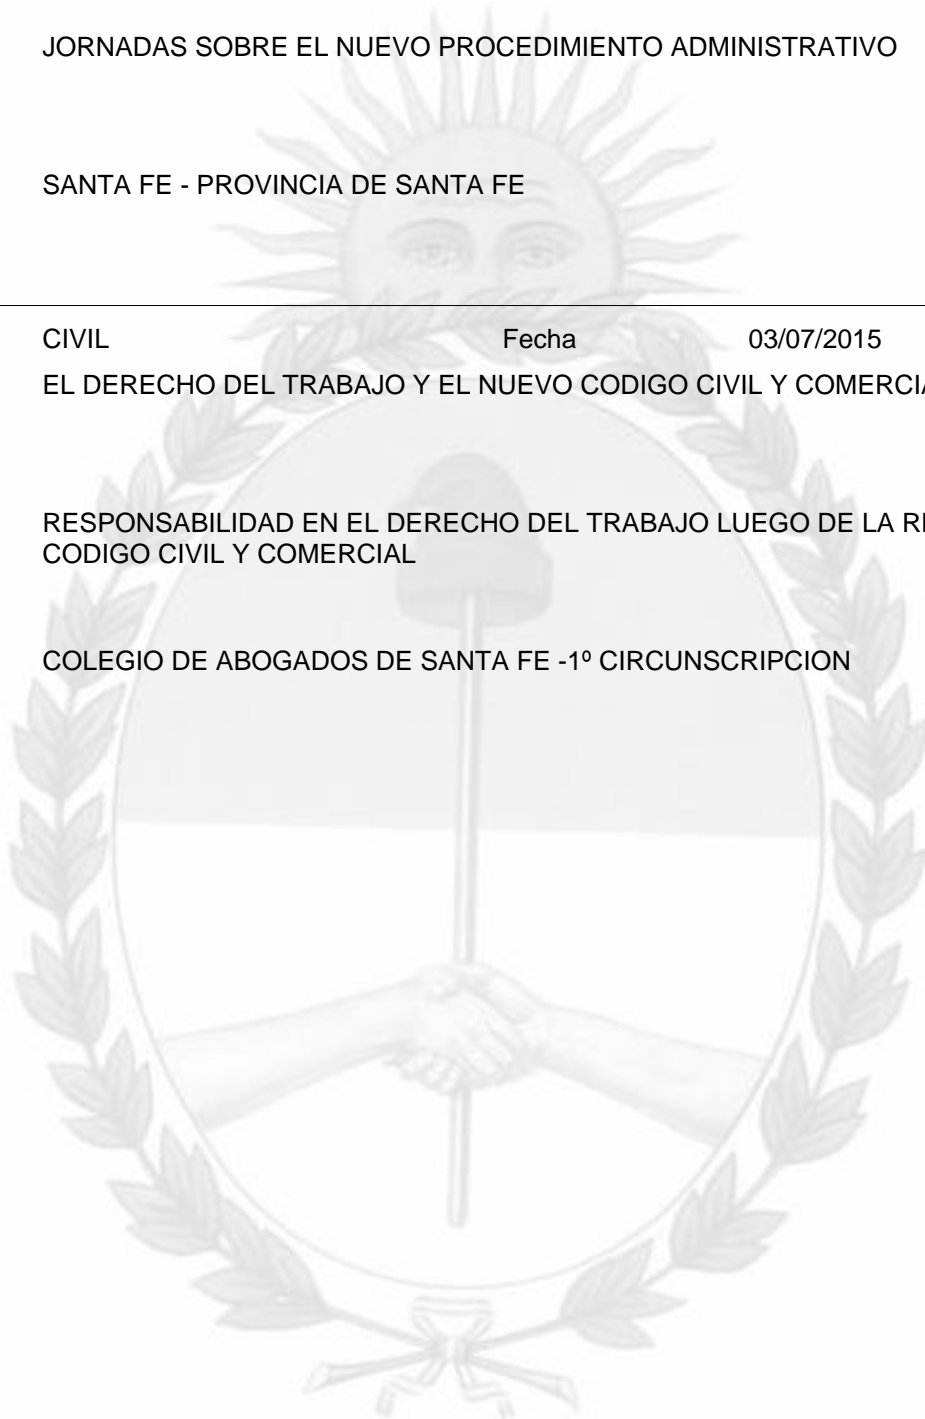 JORNADAS SOBRE EL NUEVO PROCEDIMIENTO ADMINISTRATIVO
SANTA FE - PROVINCIA DE SANTA FE
CIVIL Fecha 03/07/2015
EL DERECHO DEL TRABAJO Y EL NUEVO CODIGO CIVIL Y
RESPONSABILIDAD EN EL DERECHO DEL TRABAJO LUEGO DE LA
CODIGO CIVIL Y COMERCIAL
COLEGIO DE ABOGADOS DE SANTA FE -1º CIRCUNSCRIPCION